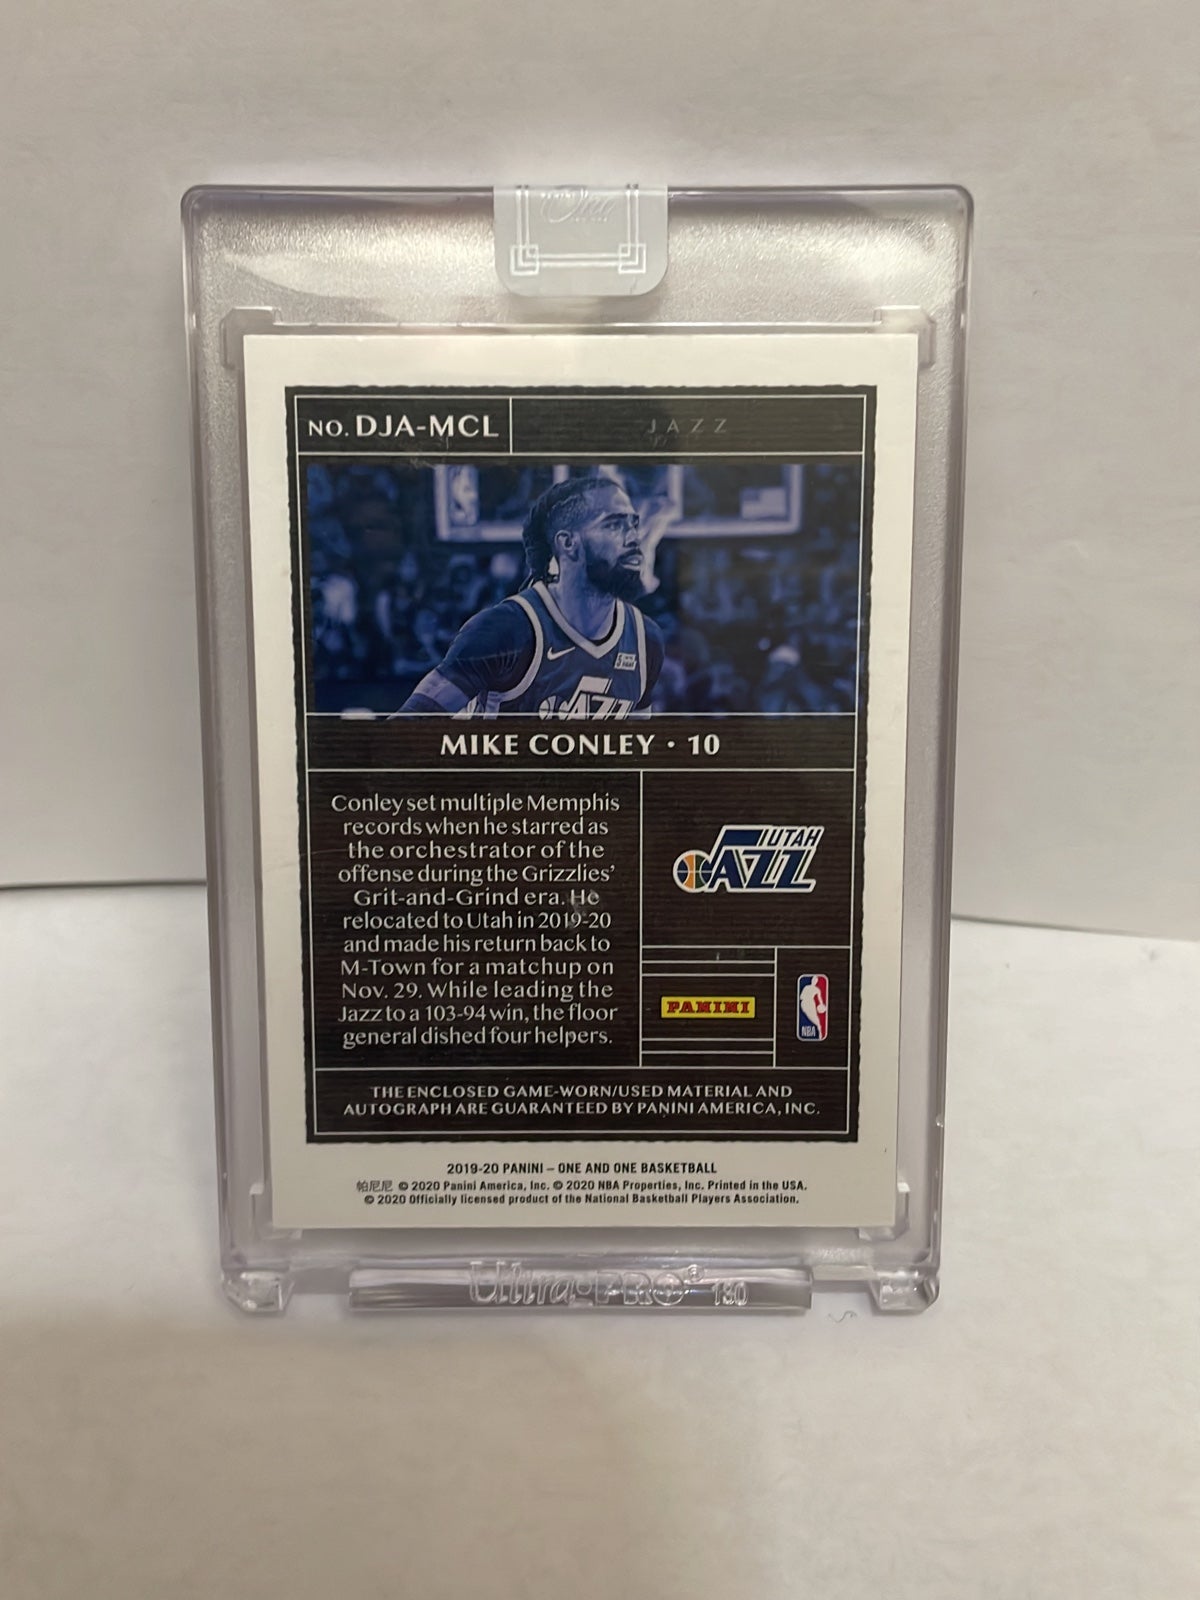 NO. DJA-MCL
JAZZ
JAZZ
MIKE CONLEY · 10
Conley set multiple Memphis
records when he starred as
the orchestrator of the
offense during the Grizzlies'
Grit-and-Grind era. He
relocated to Utah in 2019-20
and made his return back to
M-Town for a matchup on
Nov. 29. While leading the
Jazz to a 103-94 win, the floor
general dished four helpers.
UTAH
JAZZ
PANINI
NBA
THE ENCLOSED GAME-WORN/USED MATERIAL AND
AUTOGRAPH ARE GUARANTEED BY PANINI AMERICA, INC.
2019-20 PANINI – ONE AND ONE BASKETBALL
帕尼尼 © 2020 Panini America, Inc. © 2020 NBA Properties, Inc. Printed in the USA.
© 2020 Officially licensed product of the National Basketball Players Association.
Ultra·PRO® 130